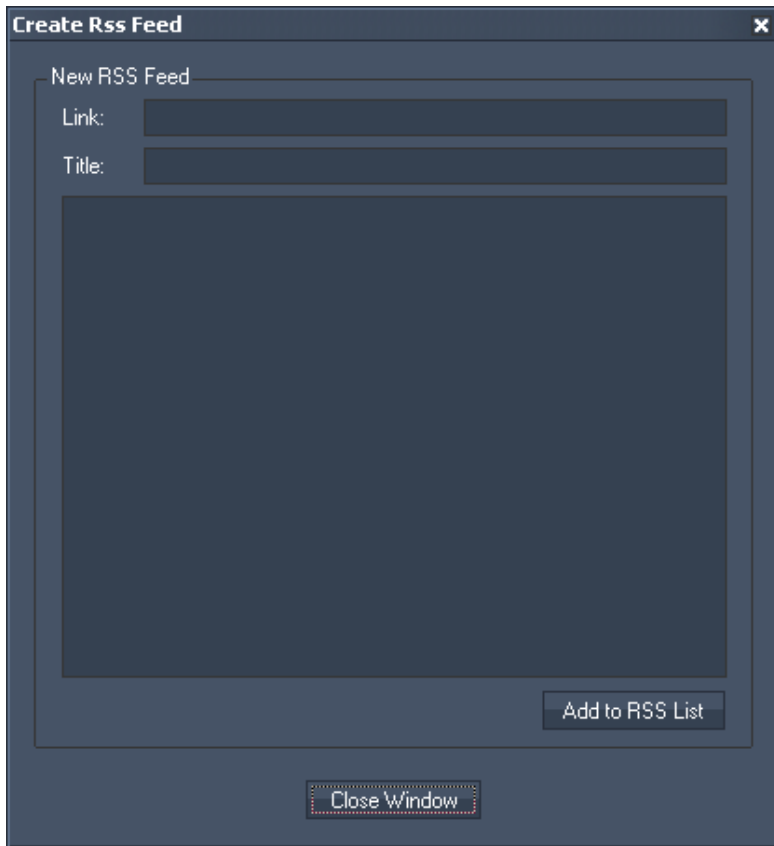 Create Rss Feed
New RSS Feed
Link:
Title:
Add to RSS List
Close Window